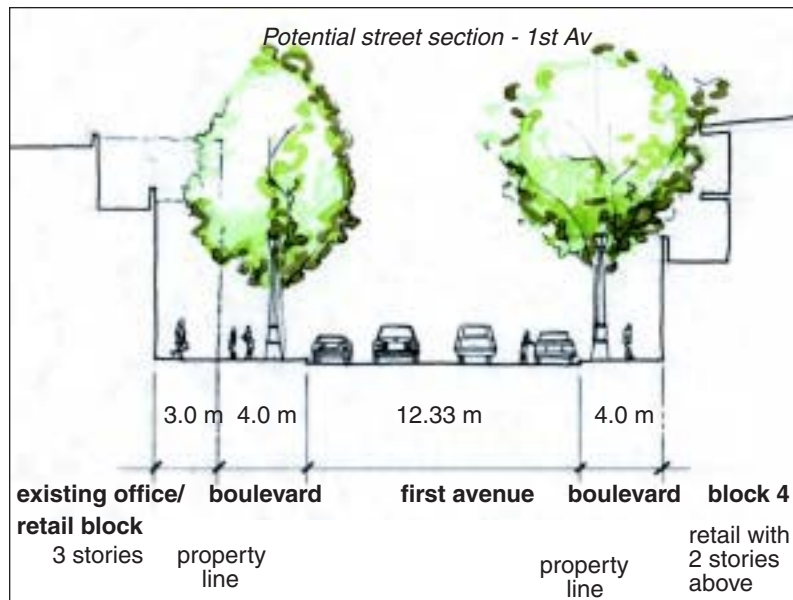 Potential street section - 1st Av
3.0 m 4.0 m 12.33 m 4.0 m
existing office/ boulevard first avenue boulevard block 4
retail block
3 stories
property
line
property
line
retail with
2 stories
above